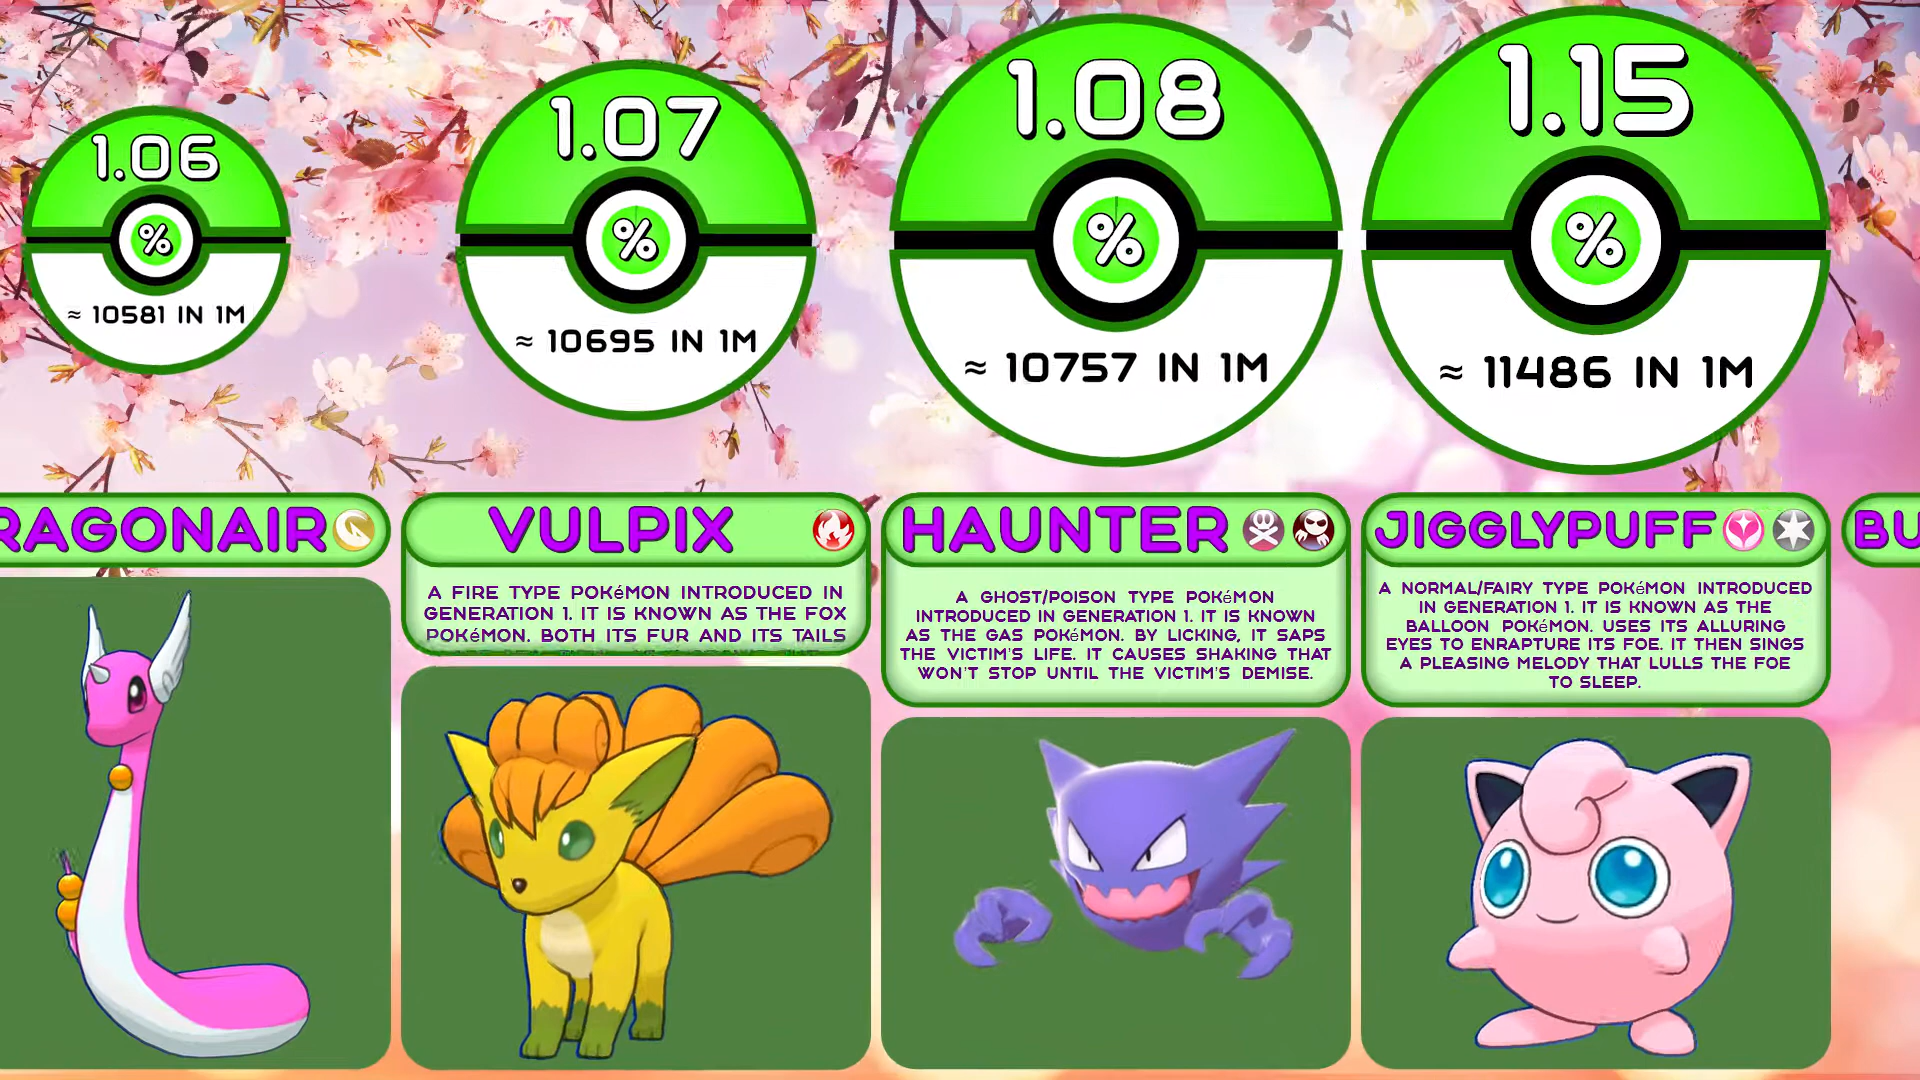 1.06
%
≈ 10581 IN 1M
1.07
%
≈ 10695 IN 1M
1.08
%
≈ 10757 IN 1M
1.15
%
≈ 11486 IN 1M
RAGONAIR
VULPIX
A FIRE TYPE POKéMON INTRODUCED IN
GENERATION 1. IT IS KNOWN AS THE FOX
POKéMON. BOTH ITS FUR AND ITS TAILS
HAUNTER
A GHOST/POISON TYPE POKéMON
INTRODUCED IN GENERATION 1. IT IS KNOWN
AS THE GAS POKéMON. BY LICKING, IT SAPS
THE VICTIM'S LIFE. IT CAUSES SHAKING THAT
WON'T STOP UNTIL THE VICTIM'S DEMISE.
JIGGLYPUFF
A NORMAL/FAIRY TYPE POKéMON INTRODUCED
IN GENERATION 1. IT IS KNOWN AS THE
BALLOON POKéMON. USES ITS ALLURING
EYES TO ENRAPTURE ITS FOE. IT THEN SINGS
A PLEASING MELODY THAT LULLS THE FOE
TO SLEEP.
BU